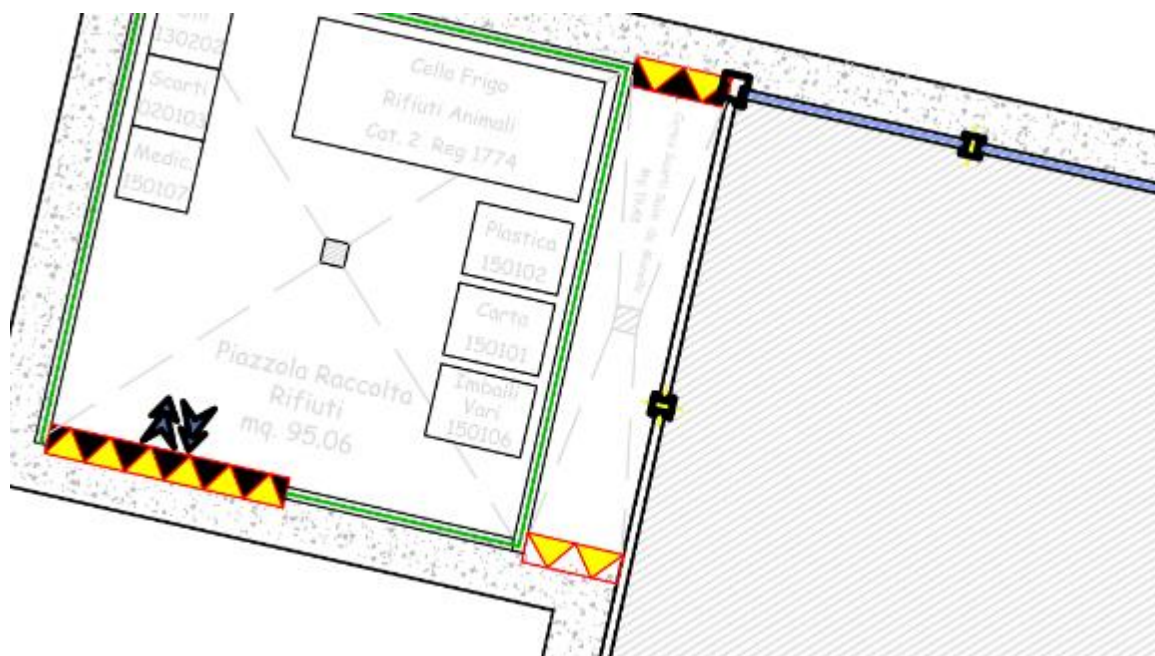 130202
Scarti
020103
Medic.
150107
Cella Frigo
Rifiuti Animali
Cat. 2 Reg 1774
Plastica
150102
Carta
150101
Imballi
Vari
150106
Piazzola Raccolta
Rifiuti
mq. 95.06